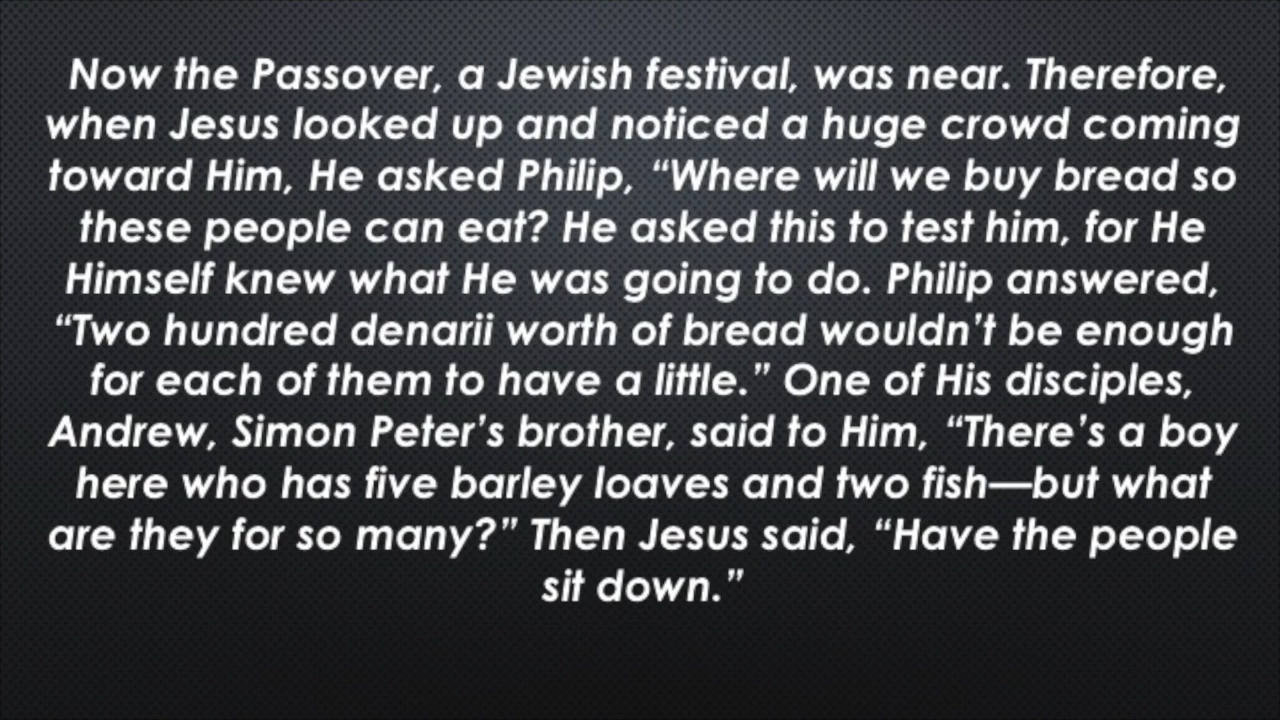 Now the Passover, a Jewish festival, was near. Therefore,
when Jesus looked up and noticed a huge crowd coming
toward Him, He asked Philip, “Where will we buy bread so
these people can eat? He asked this to test him, for He
Himself knew what He was going to do. Philip answered,
“Two hundred denarii worth of bread wouldn’t be enough
for each of them to have a little.” One of His disciples,
Andrew, Simon Peter’s brother, said to Him, “There’s a boy
here who has five barley loaves and two fish—but what
are they for so many?” Then Jesus said, “Have the people
sit down.”